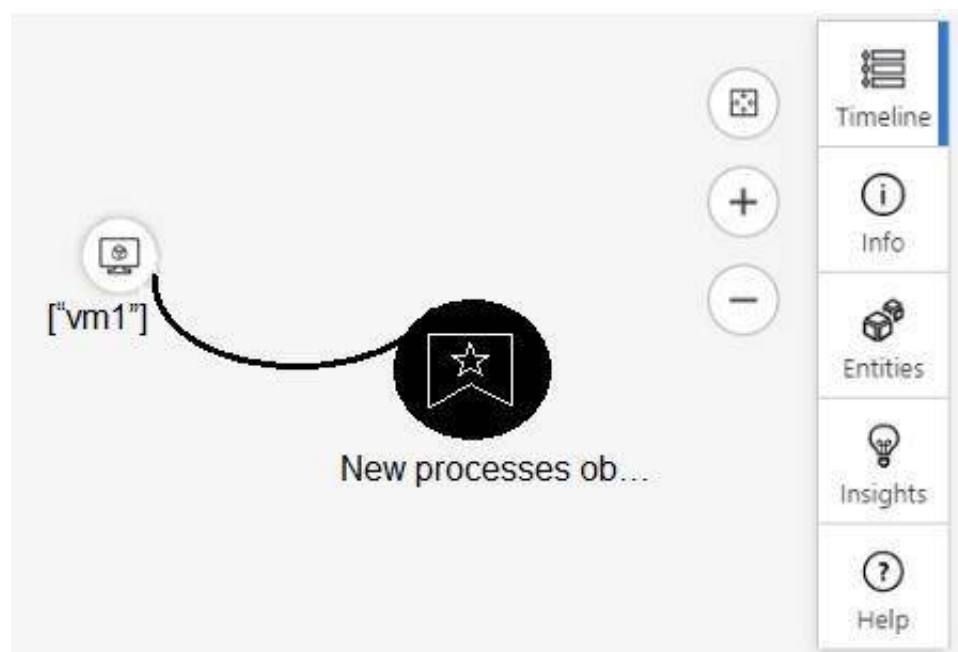 Timeline
Info
["vm1"]
Entities
New processes ob...
Insights
Help